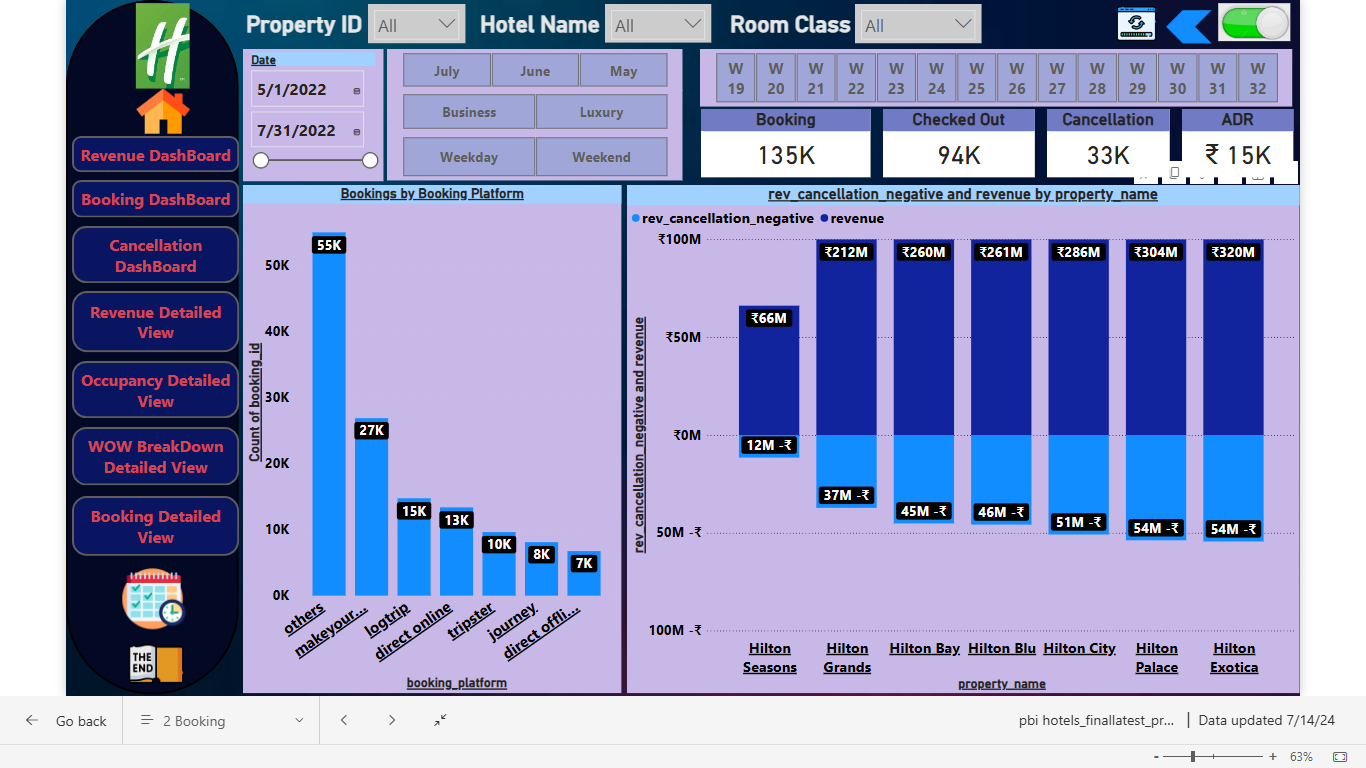 Property ID All Hotel Name All Room Class All
Date
5/1/2022
7/31/2022
July June May
Business Luxury
Weekday Weekend
W 19 W 20 W 21 W 22 W 23 W 24 W 25 W 26 W 27 W 28 W 29 W 30 W 31 W 32
Booking Checked Out Cancellation ADR
135K 94K 33K ₹ 15K
Revenue DashBoard
Booking DashBoard
Cancellation
DashBoard
Revenue Detailed
View
Occupancy Detailed
View
WOW BreakDown
Detailed View
Booking Detailed
View
THE
END
Bookings by Booking Platform
Count of booking_id
50K
40K
30K
20K
10K
0K
55K
27K
15K
13K
10K
8K
7K
others
makeyour...
logtrip
direct online
tripster
journey
direct offli...
booking_platform
rev_cancellation_negative and revenue by property_name
rev_cancellation_negative revenue
rev_cancellation_negative and revenue
₹100M
₹50M
₹0M
50M -₹
100M -₹
₹66M ₹212M ₹260M ₹261M ₹286M ₹304M ₹320M
12M -₹ 37M -₹ 45M -₹ 46M -₹ 51M -₹ 54M -₹ 54M -₹
Hilton Seasons
Hilton Grands
Hilton Bay
Hilton Blu
Hilton City
Hilton Palace
Hilton Exotica
property_name
Go back 2 Booking pbi hotels_finallatest_pr... | Data updated 7/14/24
- + 63%